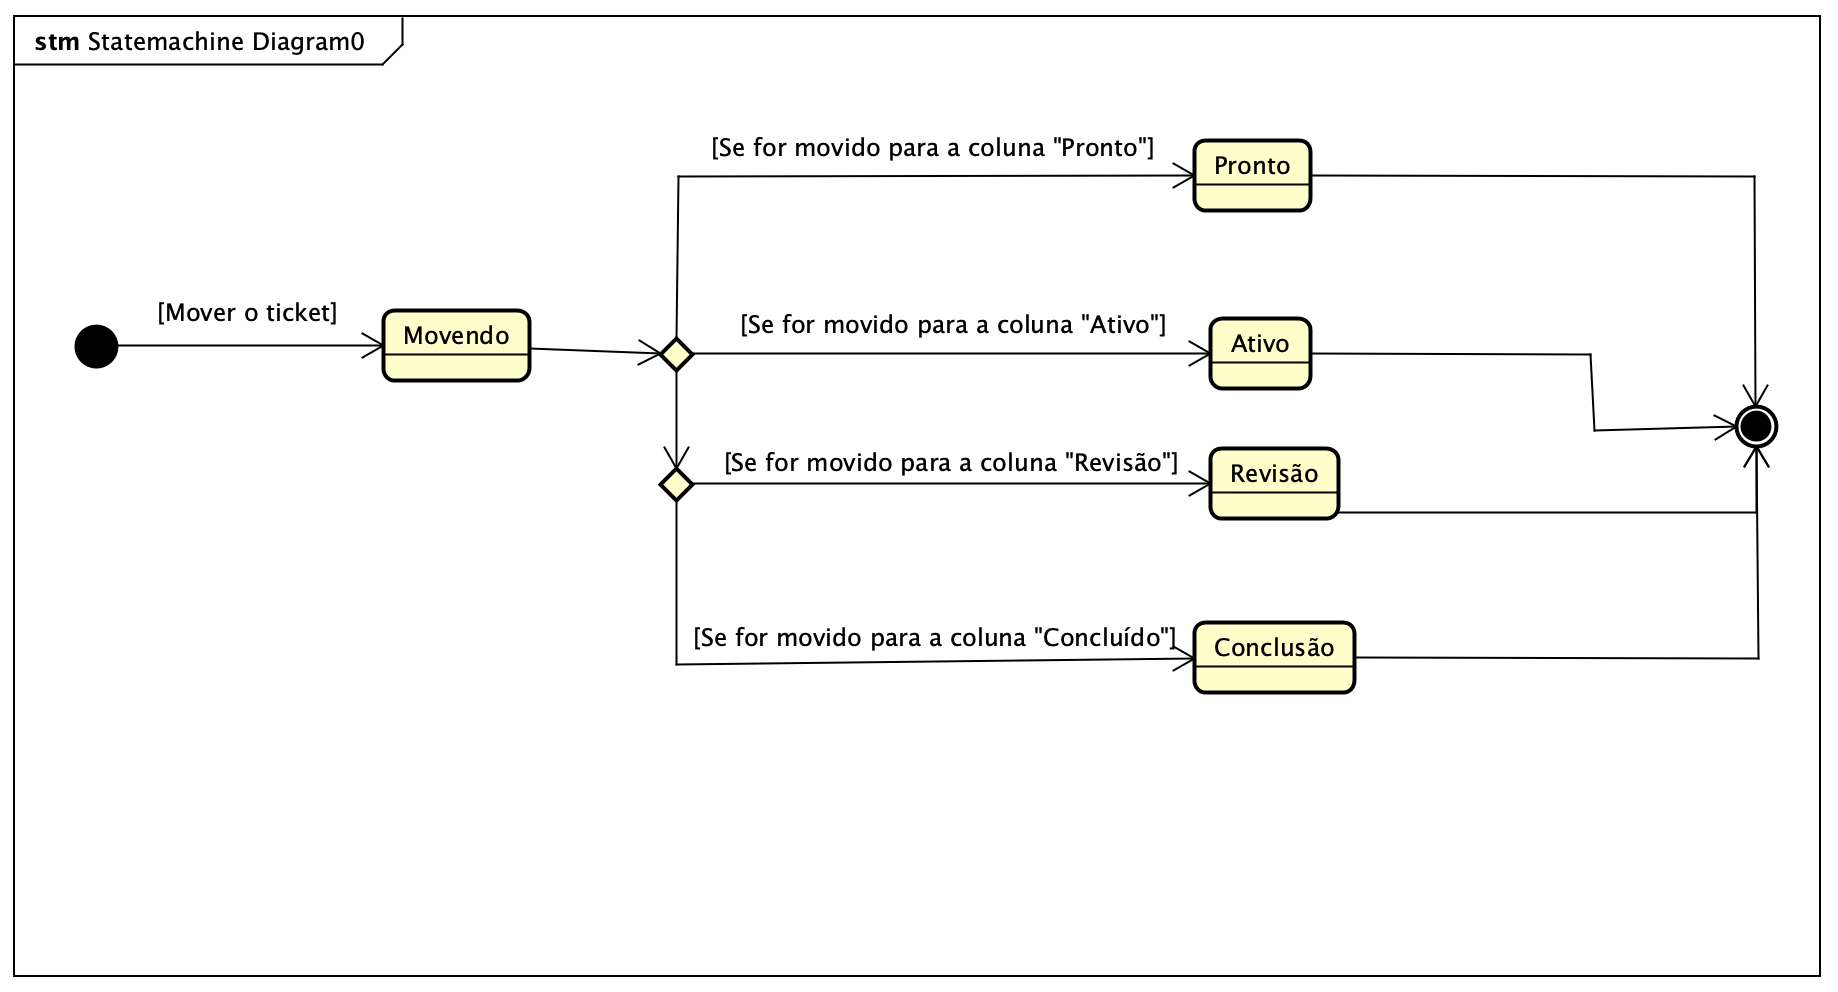 stm Statemachine Diagram0
[Se for movido para a coluna "Pronto"]
Pronto
[Mover o ticket]
Movendo
[Se for movido para a coluna "Ativo"]
Ativo
[Se for movido para a coluna "Revisão"]
Revisão
[Se for movido para a coluna "Concluído"]
Conclusão